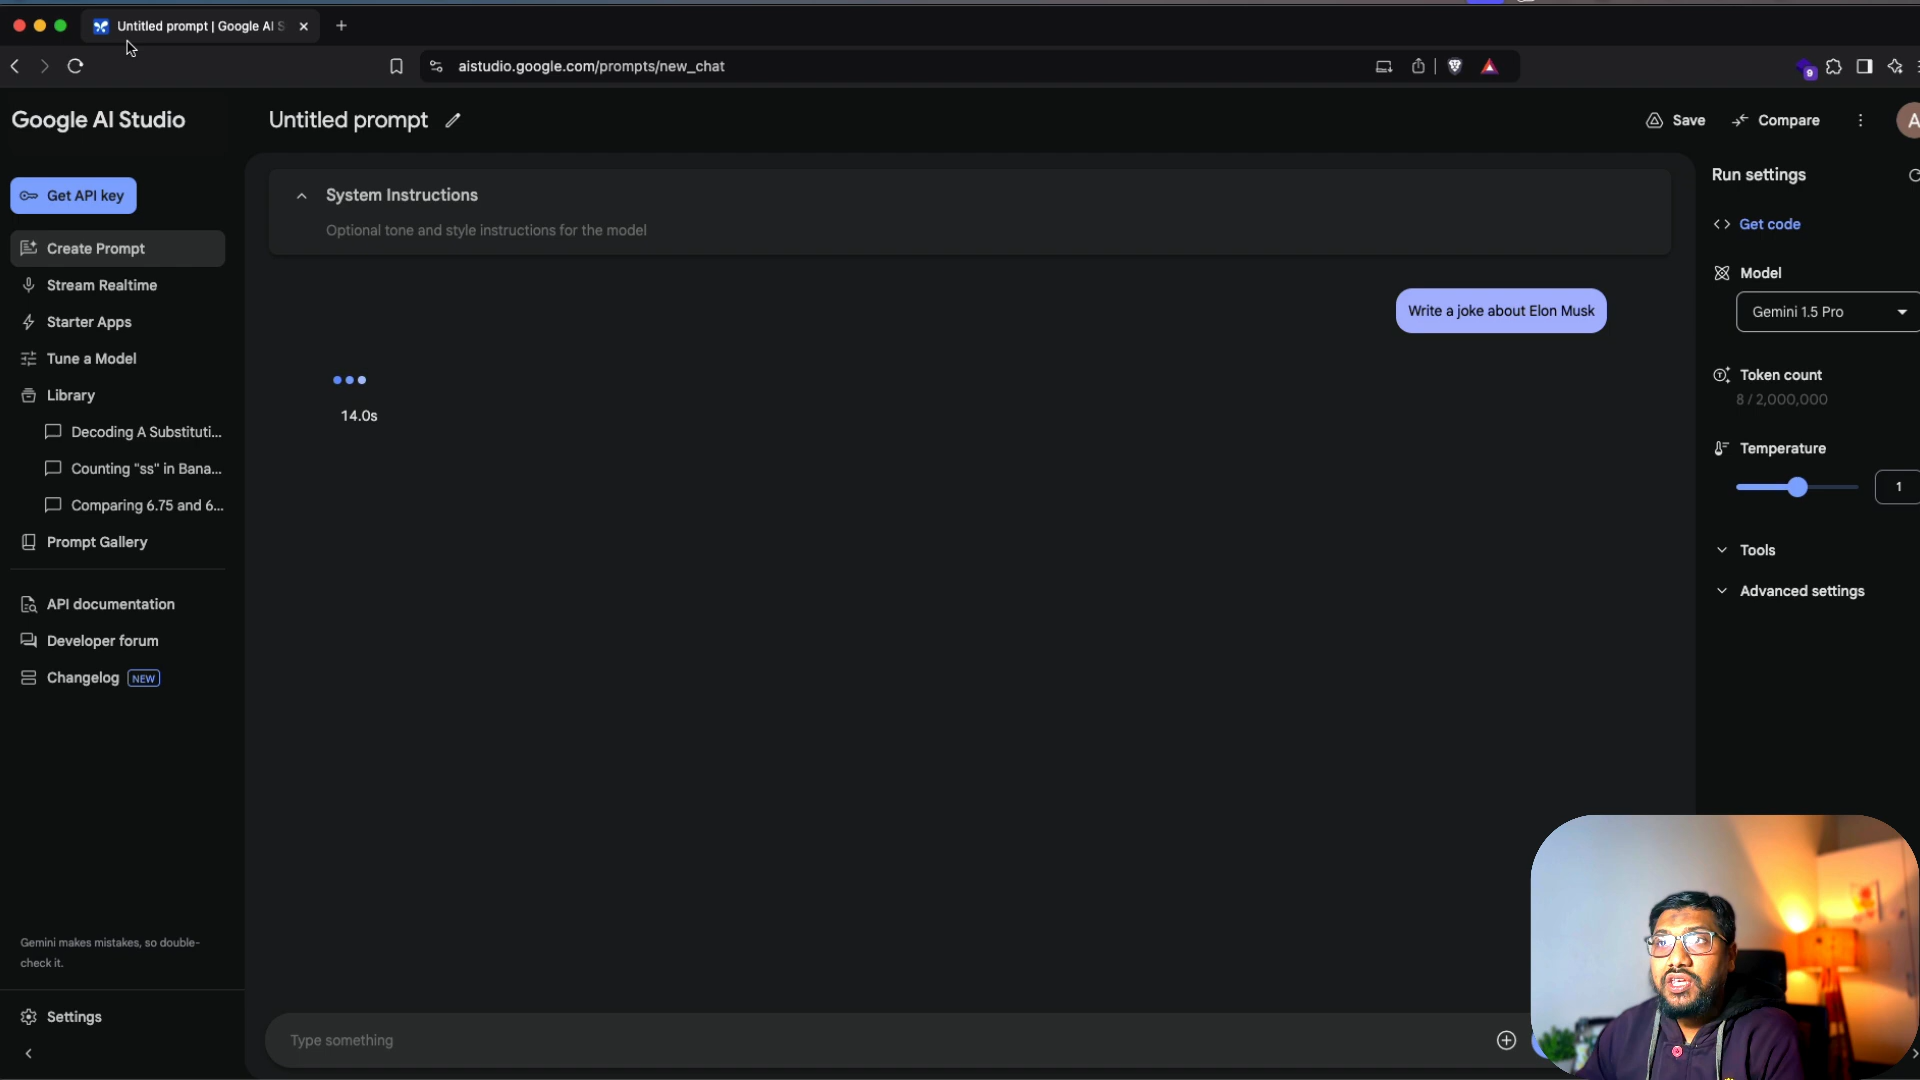 Untitled prompt | Google AI S
aistudio.google.com/prompts/new_chat
9
Google AI Studio
Untitled prompt
Save
Compare
A
Get API key
Create Prompt
Stream Realtime
Starter Apps
Tune a Model
Library
Decoding A Substituti...
Counting "ss" in Bana...
Comparing 6.75 and 6...
Prompt Gallery
API documentation
Developer forum
Changelog NEW
Gemini makes mistakes, so double-
check it.
Settings
System Instructions
Optional tone and style instructions for the model
Write a joke about Elon Musk
14.0s
Type something
Run settings
Get code
Model
Gemini 1.5 Pro
Token count
8 / 2,000,000
Temperature
1
Tools
Advanced settings